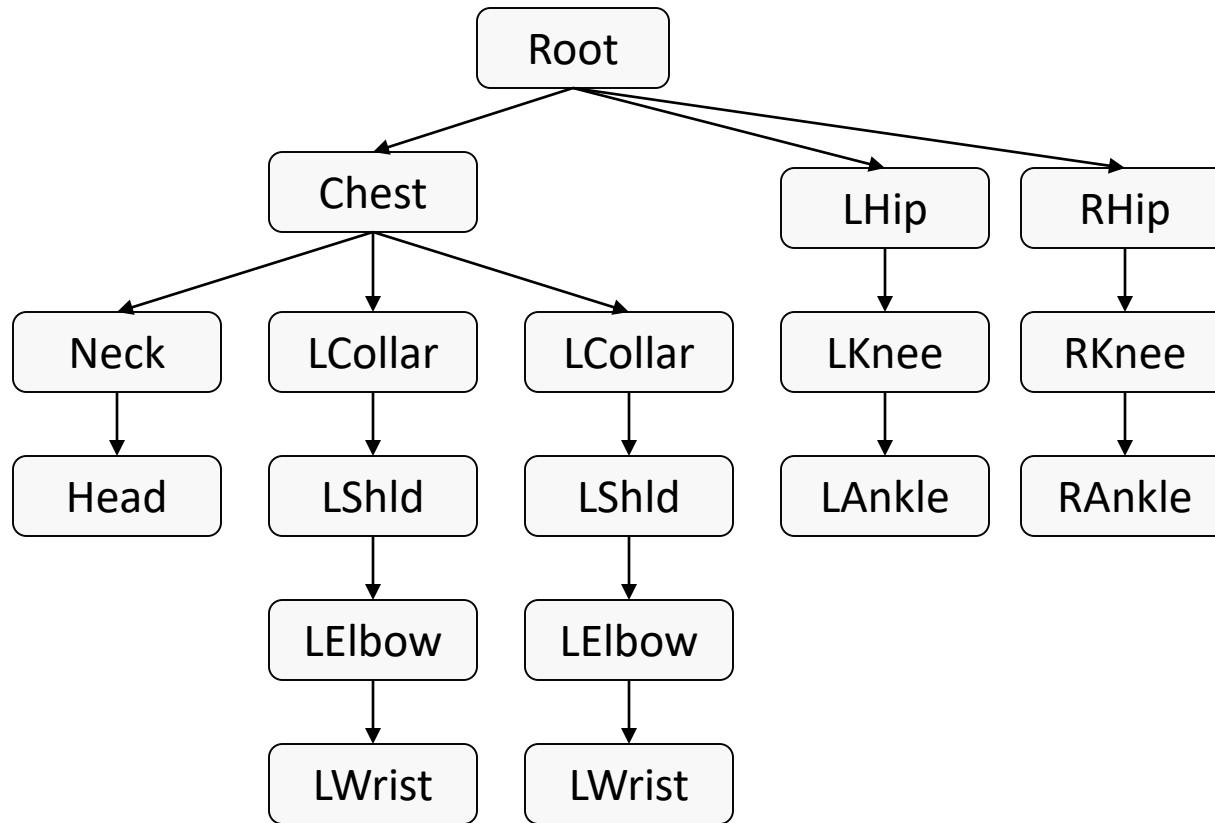 Root
Chest
LHip
RHip
Neck
LCollar
LCollar
LKnee
RKnee
Head
LShld
LShld
LAnkle
RAnkle
LElbow
LElbow
LWrist
LWrist